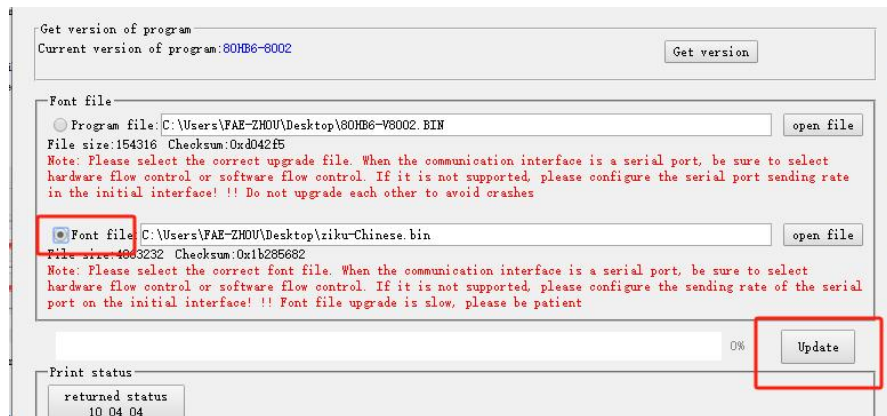 Get version of program
Current version of program:80HB6-8002
Get version
Font file
Program file: C:\Users\FAE-ZHOU\Desktop\80HB6-V8002.BIN
open file
File size:154316 Checksum:0xd042f5
Note: Please select the correct upgrade file. When the communication interface is a serial port, be sure to select
hardware flow control or software flow control. If it is not supported, please configure the serial port sending rate
in the initial interface! !! Do not upgrade each other to avoid crashes
Font file: C:\Users\FAE-ZHOU\Desktop\ziku-Chinese.bin
open file
File size:4063232 Checksum:0x1b285682
Note: Please select the correct font file. When the communication interface is a serial port, be sure to select
hardware flow control or software flow control. If it is not supported, please configure the sending rate of the serial
port on the initial interface! !! Font file upgrade is slow, please be patient
0%
Update
Print status
returned status
10 04 04